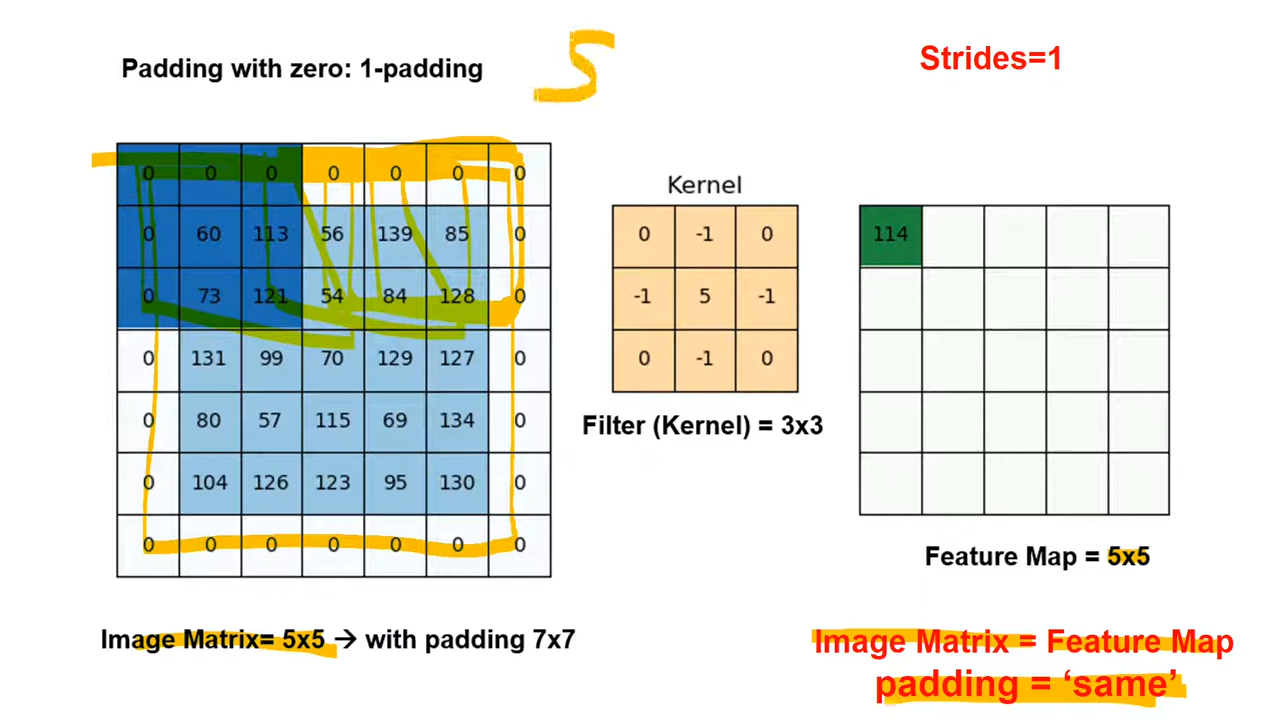 Padding with zero: 1-padding
5
Strides=1
0 0 0 0 0 0 0
0 60 113 56 139 85 0
0 73 121 54 84 128 0
0 131 99 70 129 127 0
0 80 57 115 69 134 0
0 104 126 123 95 130 0
0 0 0 0 0 0 0
Kernel
0 -1 0
-1 5 -1
0 -1 0
Filter (Kernel) = 3x3
114
Feature Map = 5x5
Image Matrix= 5x5 → with padding 7x7
Image Matrix = Feature Map
padding = ‘same’